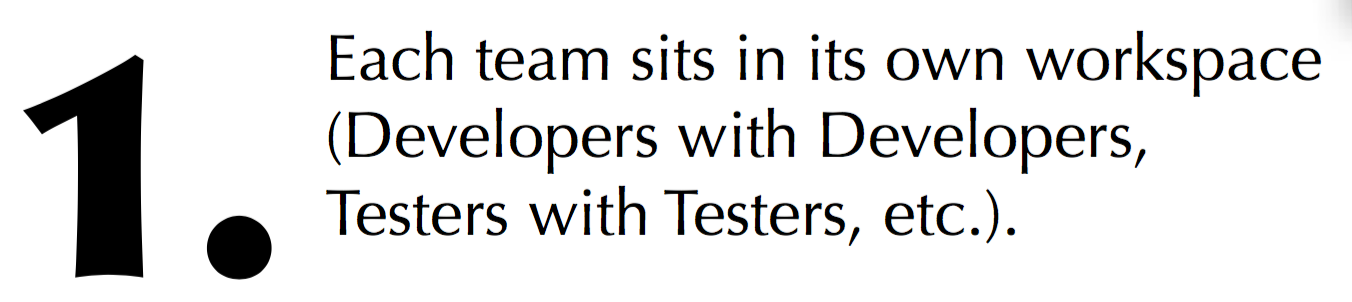 1.
Each team sits in its own workspace
(Developers with Developers,
Testers with Testers, etc.).